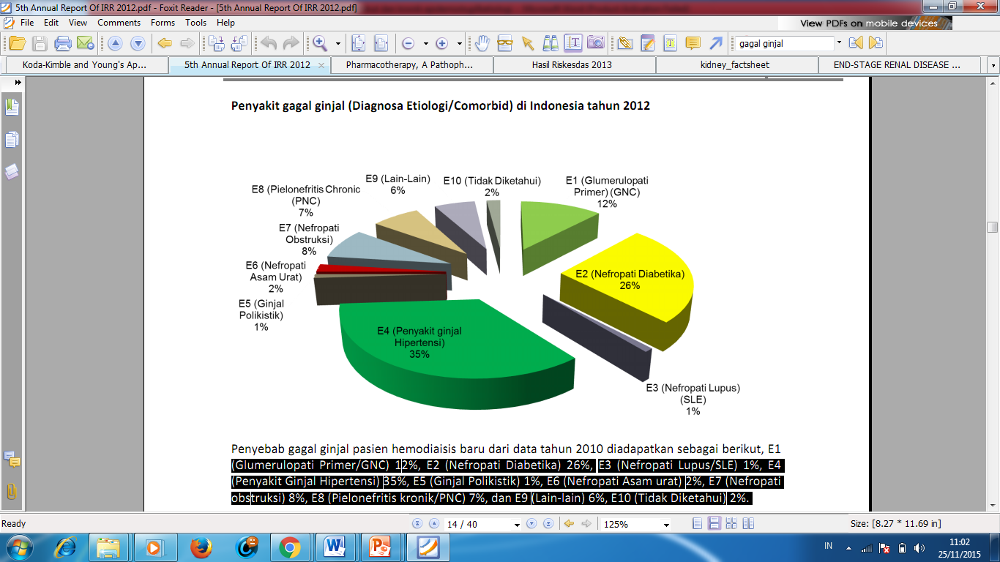 5th Annual Report Of IRR 2012.pdf - Foxit Reader - [5th Annual Report Of IRR 2012.pdf]
File Edit View Comments Forms Tools Help
View PDFs on mobile devices
gagal ginjal
Koda-Kimble and Young's Ap...
5th Annual Report Of IRR 2012
Pharmacotherapy, A Pathoph...
Hasil Riskesdas 2013
kidney_factsheet
END-STAGE RENAL DISEASE ...
Penyakit gagal ginjal (Diagnosa Etiologi/Comorbid) di Indonesia tahun 2012
E8 (Pielonefritis Chronic
(PNC)
7%
E9 (Lain-Lain)
6%
E10 (Tidak Diketahui)
2%
E1 (Glumerulopati
Primer) (GNC)
12%
E7 (Nefropati
Obstruksi)
8%
E6 (Nefropati
Asam Urat)
2%
E5 (Ginjal
Polikistik)
1%
E2 (Nefropati Diabetika)
26%
E4 (Penyakit ginjal
Hipertensi)
35%
E3 (Nefropati Lupus)
(SLE)
1%
Penyebab gagal ginjal pasien hemodiaisis baru dari data tahun 2010 didapatkan sebagai berikut, E1
(Glumerulopati Primer/GNC) 12%, E2 (Nefropati Diabetika) 26%, E3 (Nefropati Lupus/SLE) 1%, E4
(Penyakit Ginjal Hipertensi) 35%, E5 (Ginjal Polikistik) 1%, E6 (Nefropati Asam urat) 2%, E7 (Nefropati
obstruksi) 8%, E8 (Pielonefritis kronik/PNC) 7%, dan E9 (Lain-lain) 6%, E10 (Tidak Diketahui) 2%.
Ready
14 / 40
125%
Size: [8.27 * 11.69 in]
IN
11:02
25/11/2015